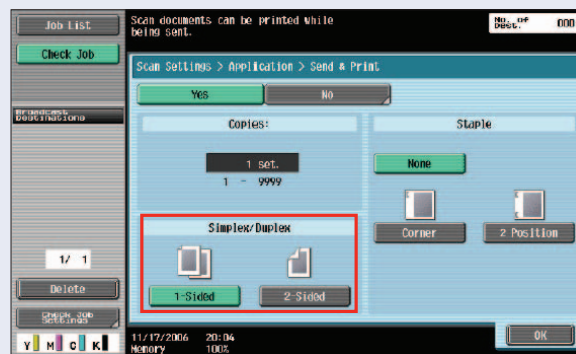 Job List
Check Job
Broadcast
Destinations
1/ 1
Delete
Check Job
Settings
Y M C K
Scan documents can be printed while
being sent.
No. of
Dest. 000
Scan Settings > Application > Send & Print
Yes No
Copies:
1 set.
1 - 9999
Simplex/Duplex
1-Sided 2-Sided
Staple
None
Corner 2 Position
11/17/2006 20:04
Memory 100%
OK